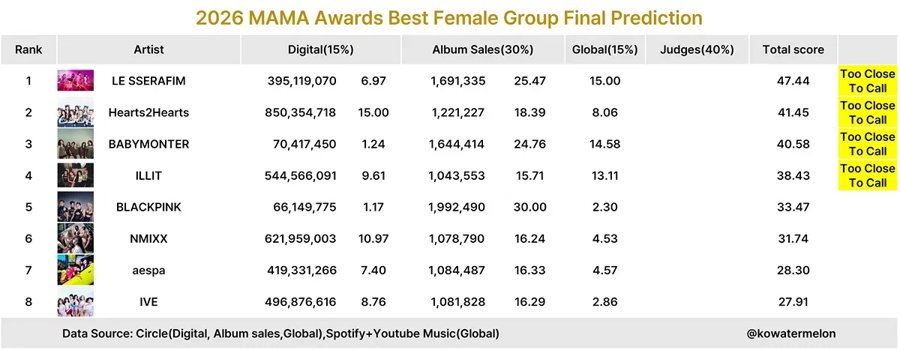 2026 MAMA Awards Best Female Group Final Prediction
Rank Artist Digital(15%) Album Sales(30%) Global(15%) Judges(40%) Total score
1 LE SSERAFIM 395,119,070 6.97 1,691,335 25.47 15.00 47.44 Too Close To Call
2 Hearts2Hearts 850,354,718 15.00 1,221,227 18.39 8.06 41.45 Too Close To Call
3 BABYMONTER 70,417,450 1.24 1,644,414 24.76 14.58 40.58 Too Close To Call
4 ILLIT 544,566,091 9.61 1,043,553 15.71 13.11 38.43 Too Close To Call
5 BLACKPINK 66,149,775 1.17 1,992,490 30.00 2.30 33.47
6 NMIXX 621,959,003 10.97 1,078,790 16.24 4.53 31.74
7 aespa 419,331,266 7.40 1,084,487 16.33 4.57 28.30
8 IVE 496,876,616 8.76 1,081,828 16.29 2.86 27.91
Data Source: Circle(Digital, Album sales,Global),Spotify+Youtube Music(Global) @kowatermelon